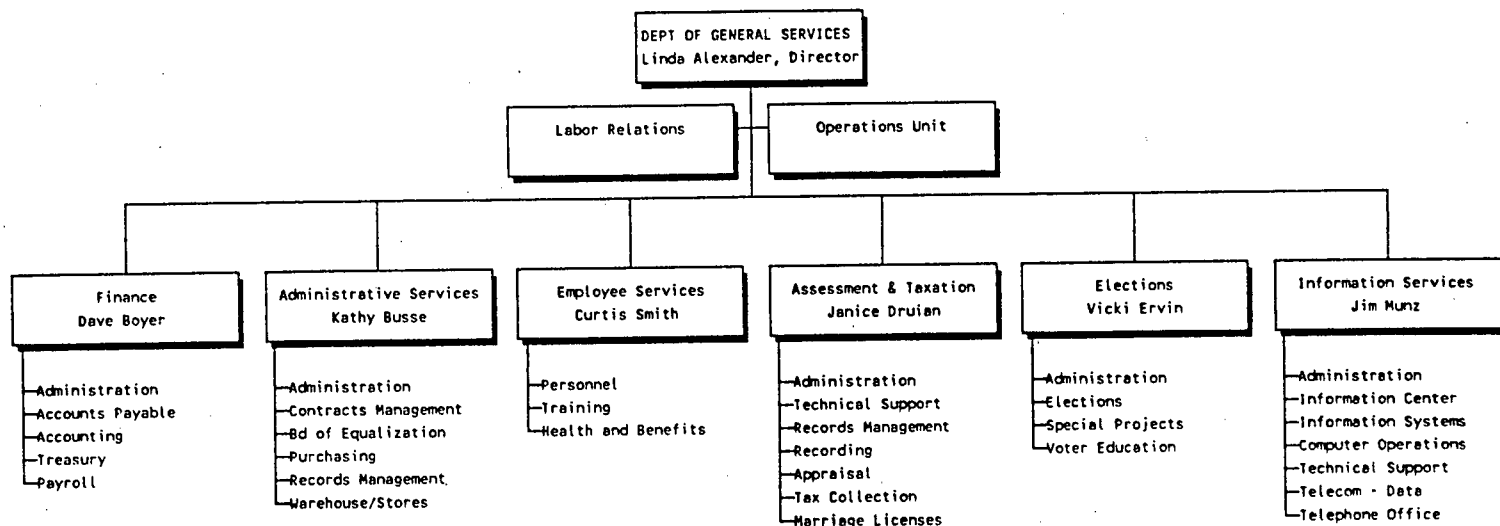 DEPT OF GENERAL SERVICES
Linda Alexander, Director
Labor Relations
Operations Unit
Finance
Dave Boyer
Administration
Accounts Payable
Accounting
Treasury
Payroll
Administrative Services
Kathy Busse
Administration
Contracts Management
Bd of Equalization
Purchasing
Records Management
Warehouse/Stores
Employee Services
Curtis Smith
Personnel
Training
Health and Benefits
Assessment & Taxation
Janice Druian
Administration
Technical Support
Records Management
Recording
Appraisal
Tax Collection
Marriage Licenses
Elections
Vicki Ervin
Administration
Elections
Special Projects
Voter Education
Information Services
Jim Munz
Administration
Information Center
Information Systems
Computer Operations
Technical Support
Telecom - Data
Telephone Office